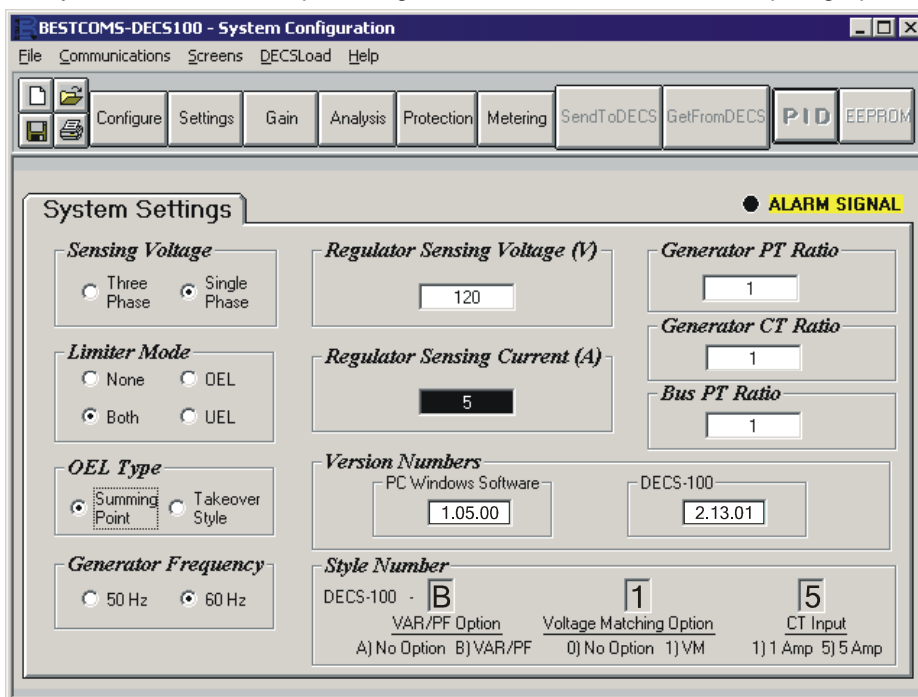 BESTCOMS-DECS100 - System Configuration
File Communications Screens DECSLoad Help
Configure Settings Gain Analysis Protection Metering SendToDECS GetFromDECS PID EEPROM
System Settings
ALARM SIGNAL
Sensing Voltage
Three Phase
Single Phase
Regulator Sensing Voltage (V)
120
Generator PT Ratio
1
Limiter Mode
None OEL
Both UEL
Regulator Sensing Current (A)
5
Generator CT Ratio
1
Bus PT Ratio
1
OEL Type
Summing Point
Takeover Style
Version Numbers
PC Windows Software
1.05.00
DECS-100
2.13.01
Generator Frequency
50 Hz 60 Hz
Style Number
DECS-100 - B 1 5
VAR/PF Option Voltage Matching Option CT Input
A) No Option B) VAR/PF 0) No Option 1) VM 1) 1 Amp 5) 5 Amp